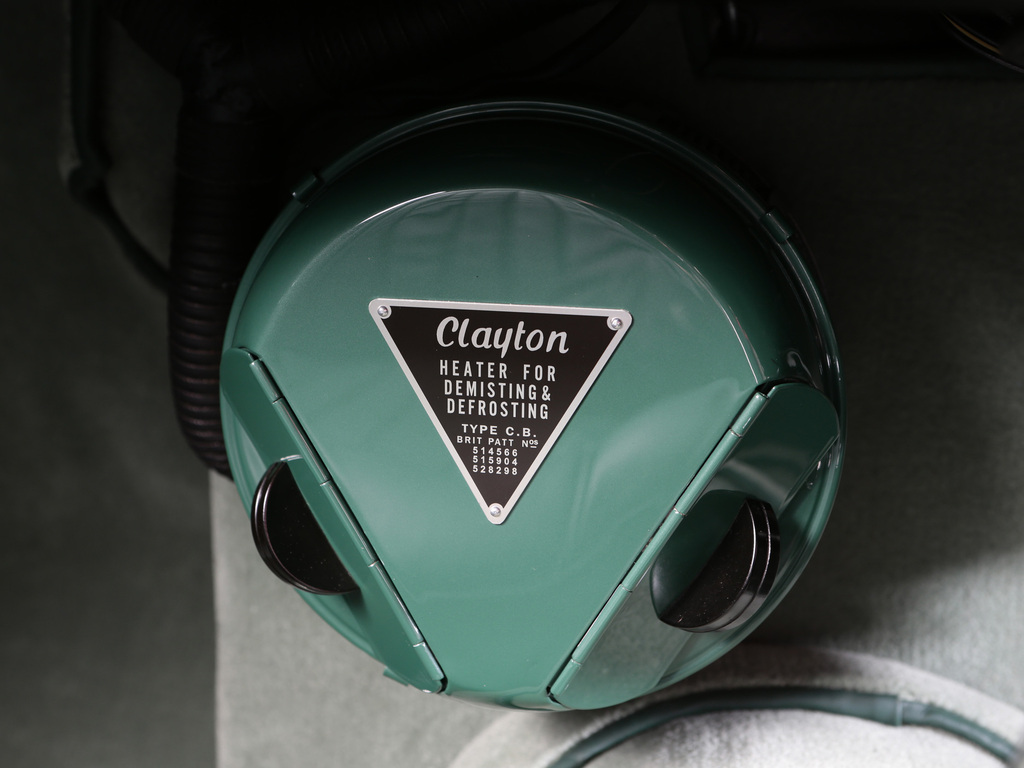 Clayton
HEATER FOR
DEMISTING &
DEFROSTING
TYPE C.B.
BRIT PATT Nos
514566
515904
528298